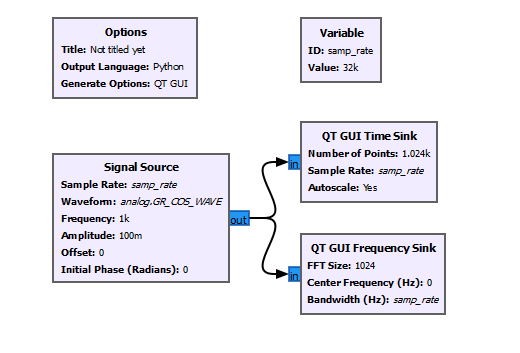 Options
Title: Not titled yet
Output Language: Python
Generate Options: QT GUI
Variable
ID: samp_rate
Value: 32k
Signal Source
Sample Rate: samp_rate
Waveform: analog.GR_COS_WAVE
Frequency: 1k
Amplitude: 100m
Offset: 0
Initial Phase (Radians): 0
out
in
QT GUI Time Sink
Number of Points: 1.024k
Sample Rate: samp_rate
Autoscale: Yes
in
QT GUI Frequency Sink
FFT Size: 1024
Center Frequency (Hz): 0
Bandwidth (Hz): samp_rate